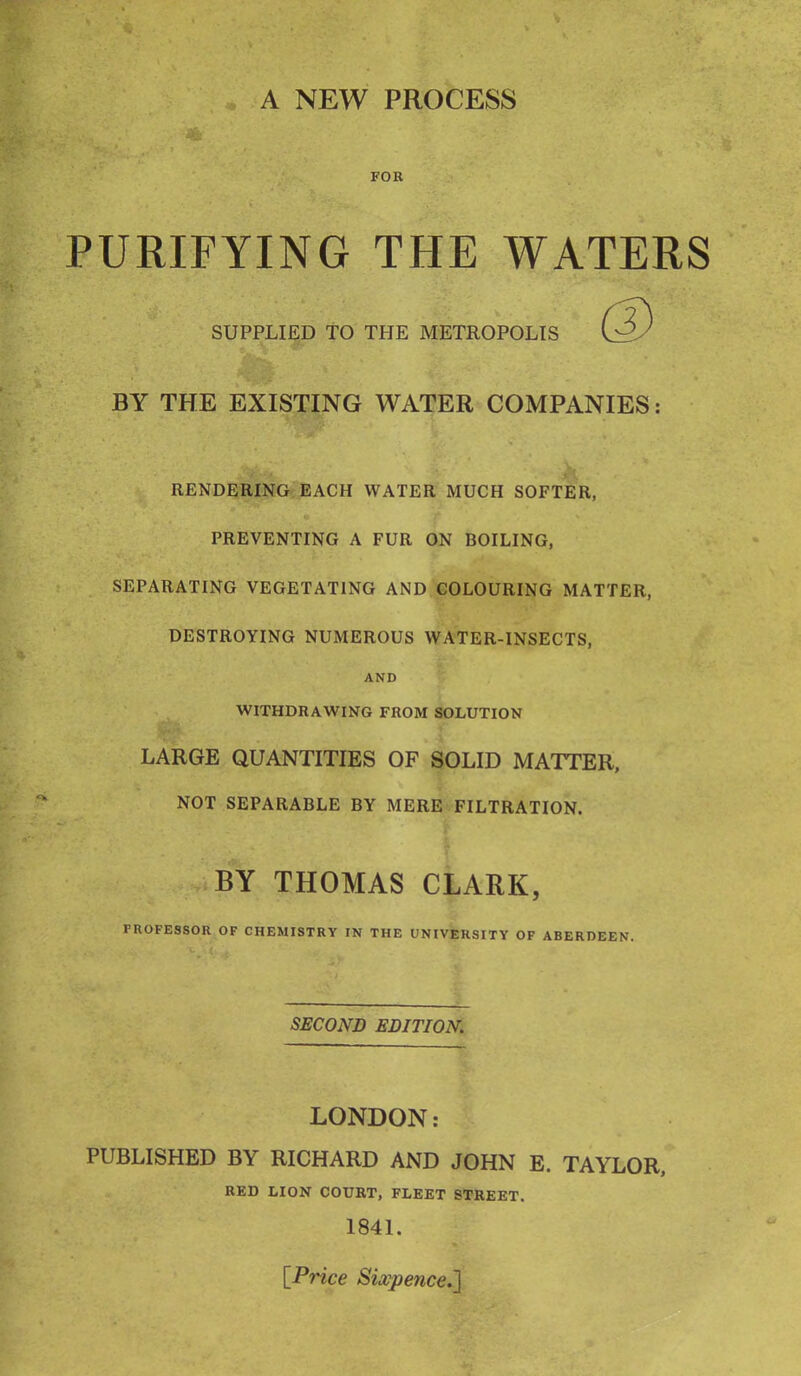 A NEW PROCESS
FOR
PURIFYING THE WATERS
SUPPLIED TO THE METROPOLIS 3
BY THE EXISTING WATER COMPANIES:
RENDERING EACH WATER MUCH SOFTER,
PREVENTING A FUR ON BOILING,
SEPARATING VEGETATING AND COLOURING MATTER,
DESTROYING NUMEROUS WATER-INSECTS,
AND
WITHDRAWING FROM SOLUTION
LARGE QUANTITIES OF SOLID MATTER,
NOT SEPARABLE BY MERE FILTRATION.
BY THOMAS CLARK,
PROFESSOR OF CHEMISTRY IN THE UNIVERSITY OF ABERDEEN.
SECOND EDITION.
LONDON:
PUBLISHED BY RICHARD AND JOHN E. TAYLOR,
RED LION COURT, FLEET STREET.
1841.
[Price Sixpence.]